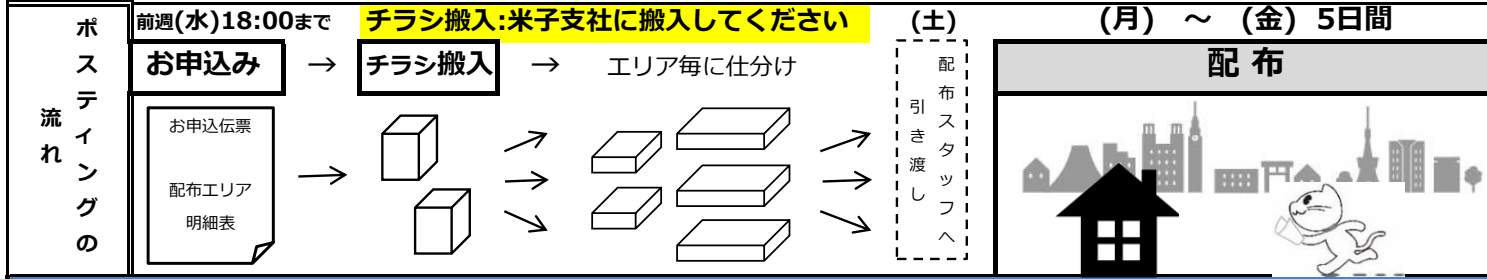 ポスティングの
流れ
前週(水)18:00まで
チラシ搬入:米子支社に搬入してください
(土)
(月) ～ (金) 5日間
お申込み → チラシ搬入 → エリア毎に仕分け
配布
お申込伝票
配布エリア
明細表
配布スタッフへ
引き渡し